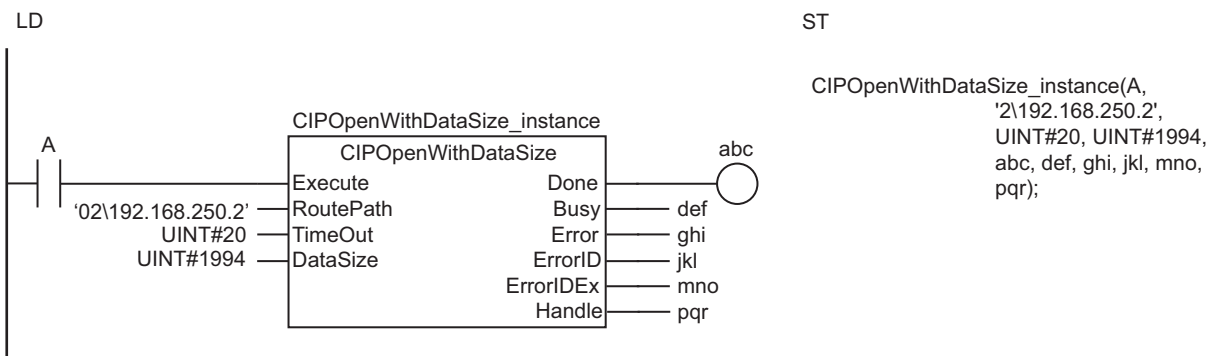 LD
ST
CIPOpenWithDataSize_instance(A,
'2\192.168.250.2',
UINT#20, UINT#1994,
abc, def, ghi, jkl, mno,
pqr);
CIPOpenWithDataSize_instance
A
CIPOpenWithDataSize
abc
Execute
Done
‘02\192.168.250.2’
RoutePath
Busy
def
UINT#20
TimeOut
Error
ghi
UINT#1994
DataSize
ErrorID
jkl
ErrorIDEx
mno
Handle
pqr